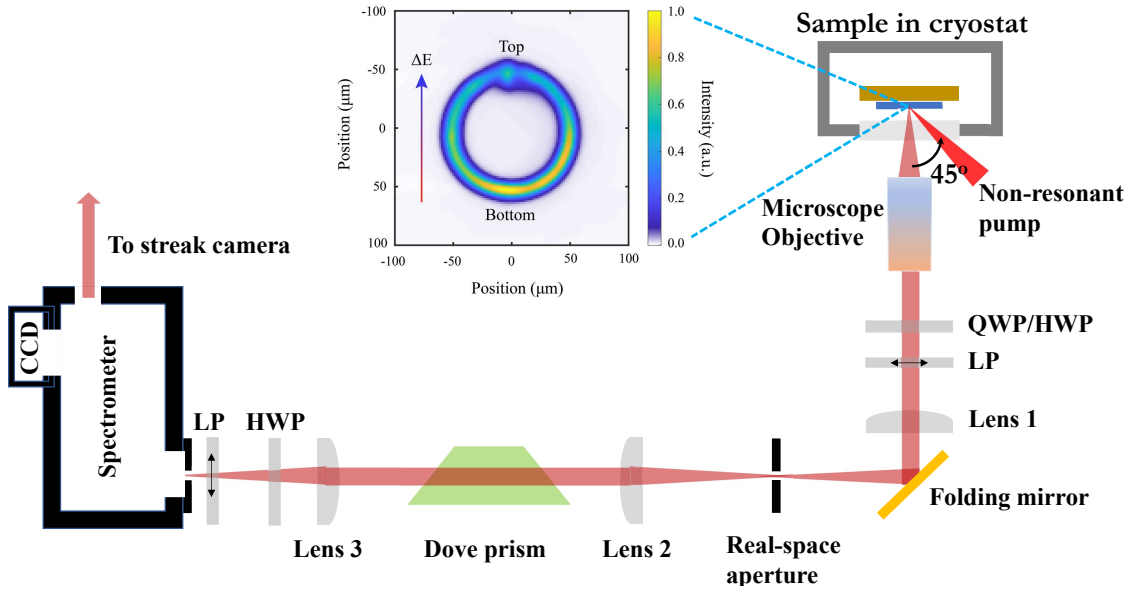 Sample in cryostat
45o
Non-resonant
pump
Microscope
Objective
QWP/HWP
LP
Lens 1
Folding mirror
Real-space
aperture
Lens 2
Dove prism
Lens 3
HWP
LP
Spectrometer
CCD
To streak camera
-100
-50
0
50
100
Position (μm)
-100
-50
0
50
100
Position (μm)
ΔE
Top
Bottom
1.0
0.8
0.6
0.4
0.2
0.0
Intensity (a.u.)